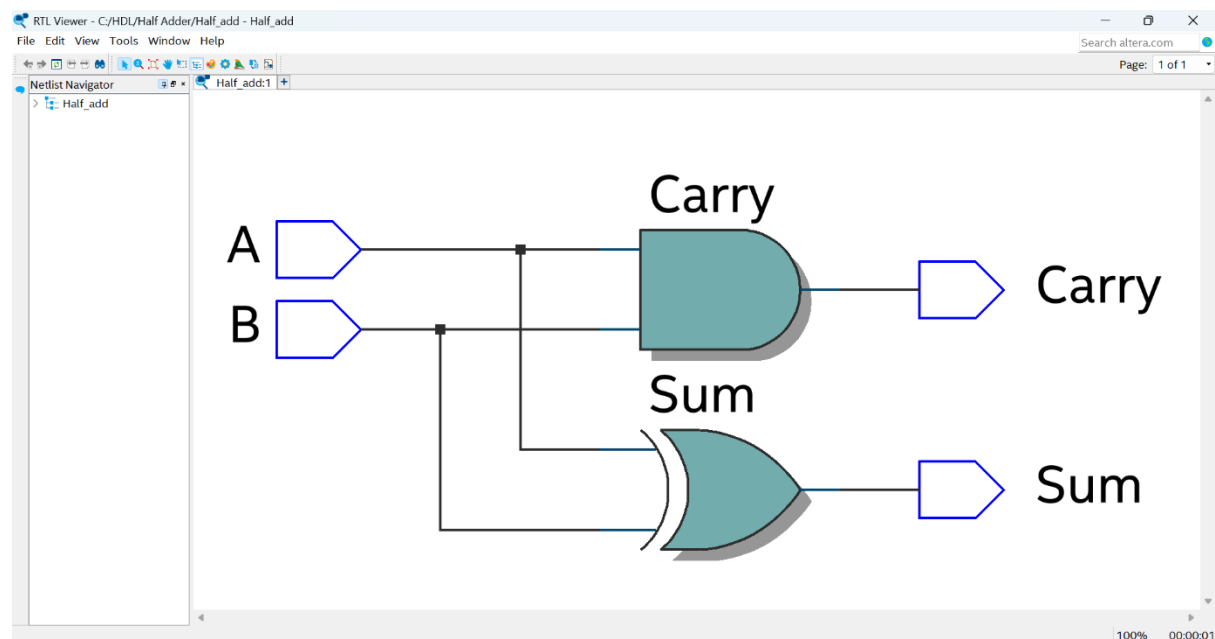 RTL Viewer - C:/HDL/Half Adder/Half_add - Half_add
File Edit View Tools Window Help
Search altera.com
Page: 1 of 1
Netlist Navigator
Half_add:1
Half_add
Carry
A
Carry
B
Sum
Sum
100% 00:00:01